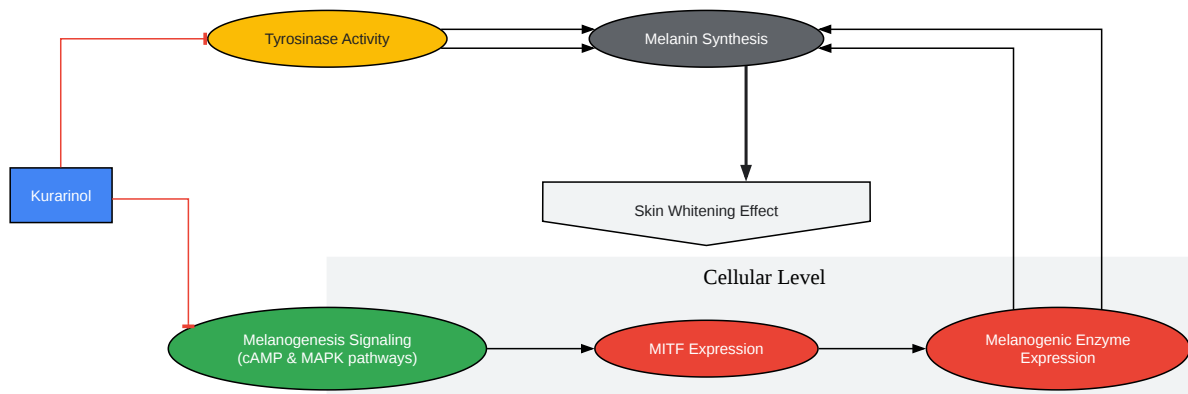 Tyrosinase Activity
Melanin Synthesis
Kurarinol
Skin Whitening Effect
Cellular Level
Melanogenesis Signaling
(cAMP & MAPK pathways)
MITF Expression
Melanogenic Enzyme
Expression